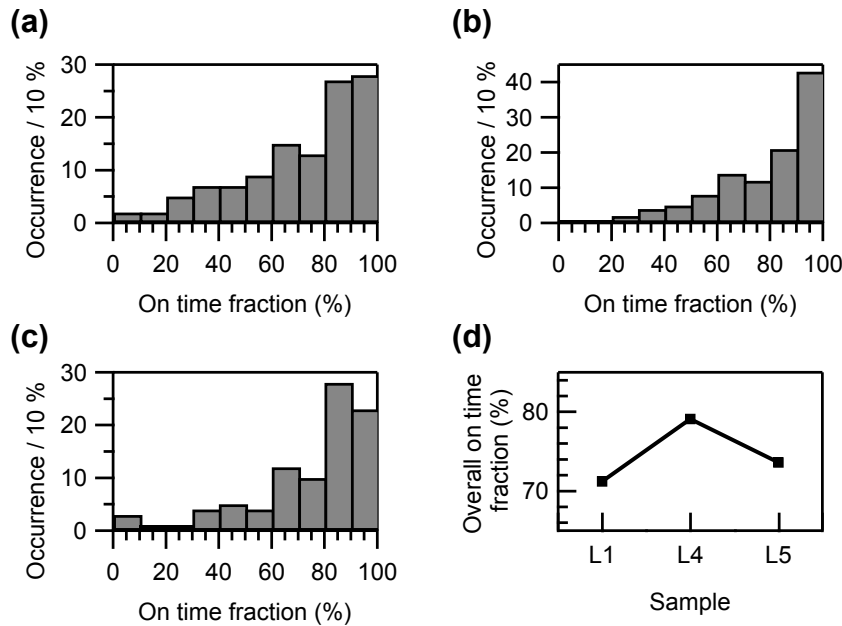 (a)
30
20
10
0
Occurrence / 10 %
0 20 40 60 80 100
On time fraction (%)
(b)
40
30
20
10
0
Occurrence / 10 %
0 20 40 60 80 100
On time fraction (%)
(c)
30
20
10
0
Occurrence / 10 %
0 20 40 60 80 100
On time fraction (%)
(d)
80
70
Overall on time
fraction (%)
L1 L4 L5
Sample